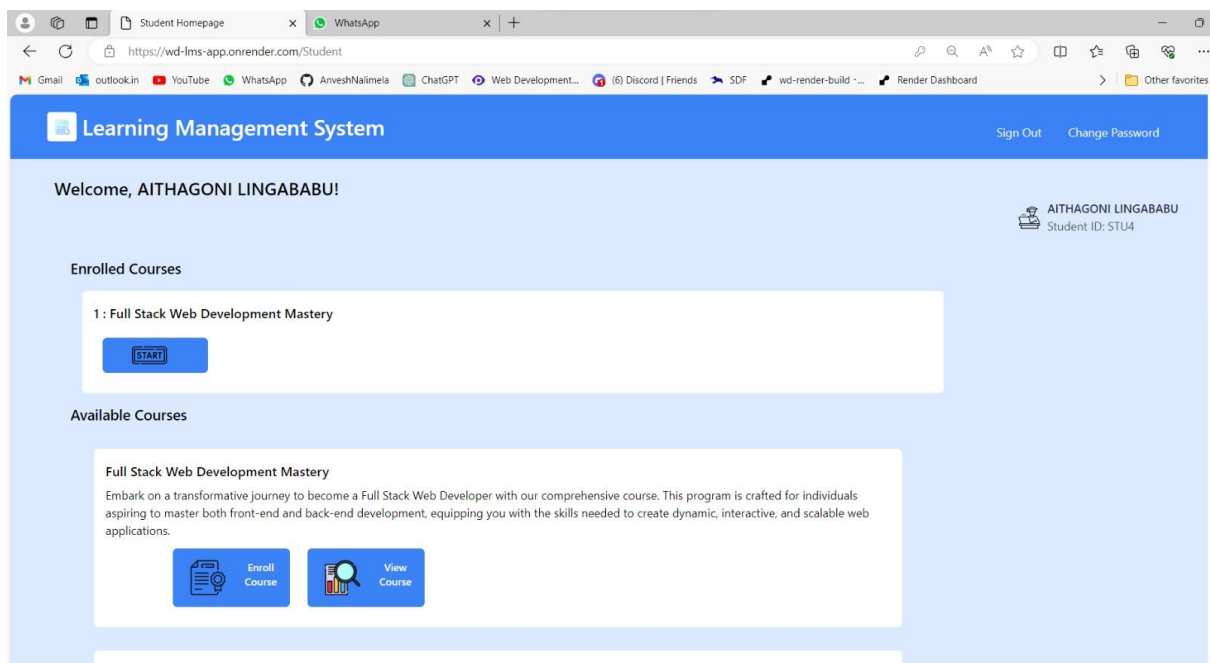 Student Homepage
WhatsApp
https://wd-lms-app.onrender.com/Student
Gmail outlook.in YouTube WhatsApp AnveshNalimela ChatGPT Web Development... (6) Discord | Friends SDF wd-render-build · ... Render Dashboard Other favorites
Learning Management System
Sign Out Change Password
Welcome, AITHAGONI LINGABABU!
AITHAGONI LINGABABU
Student ID: STU4
Enrolled Courses
1 : Full Stack Web Development Mastery
START
Available Courses
Full Stack Web Development Mastery
Embark on a transformative journey to become a Full Stack Web Developer with our comprehensive course. This program is crafted for individuals
aspiring to master both front-end and back-end development, equipping you with the skills needed to create dynamic, interactive, and scalable web
applications.
Enroll
Course
View
Course